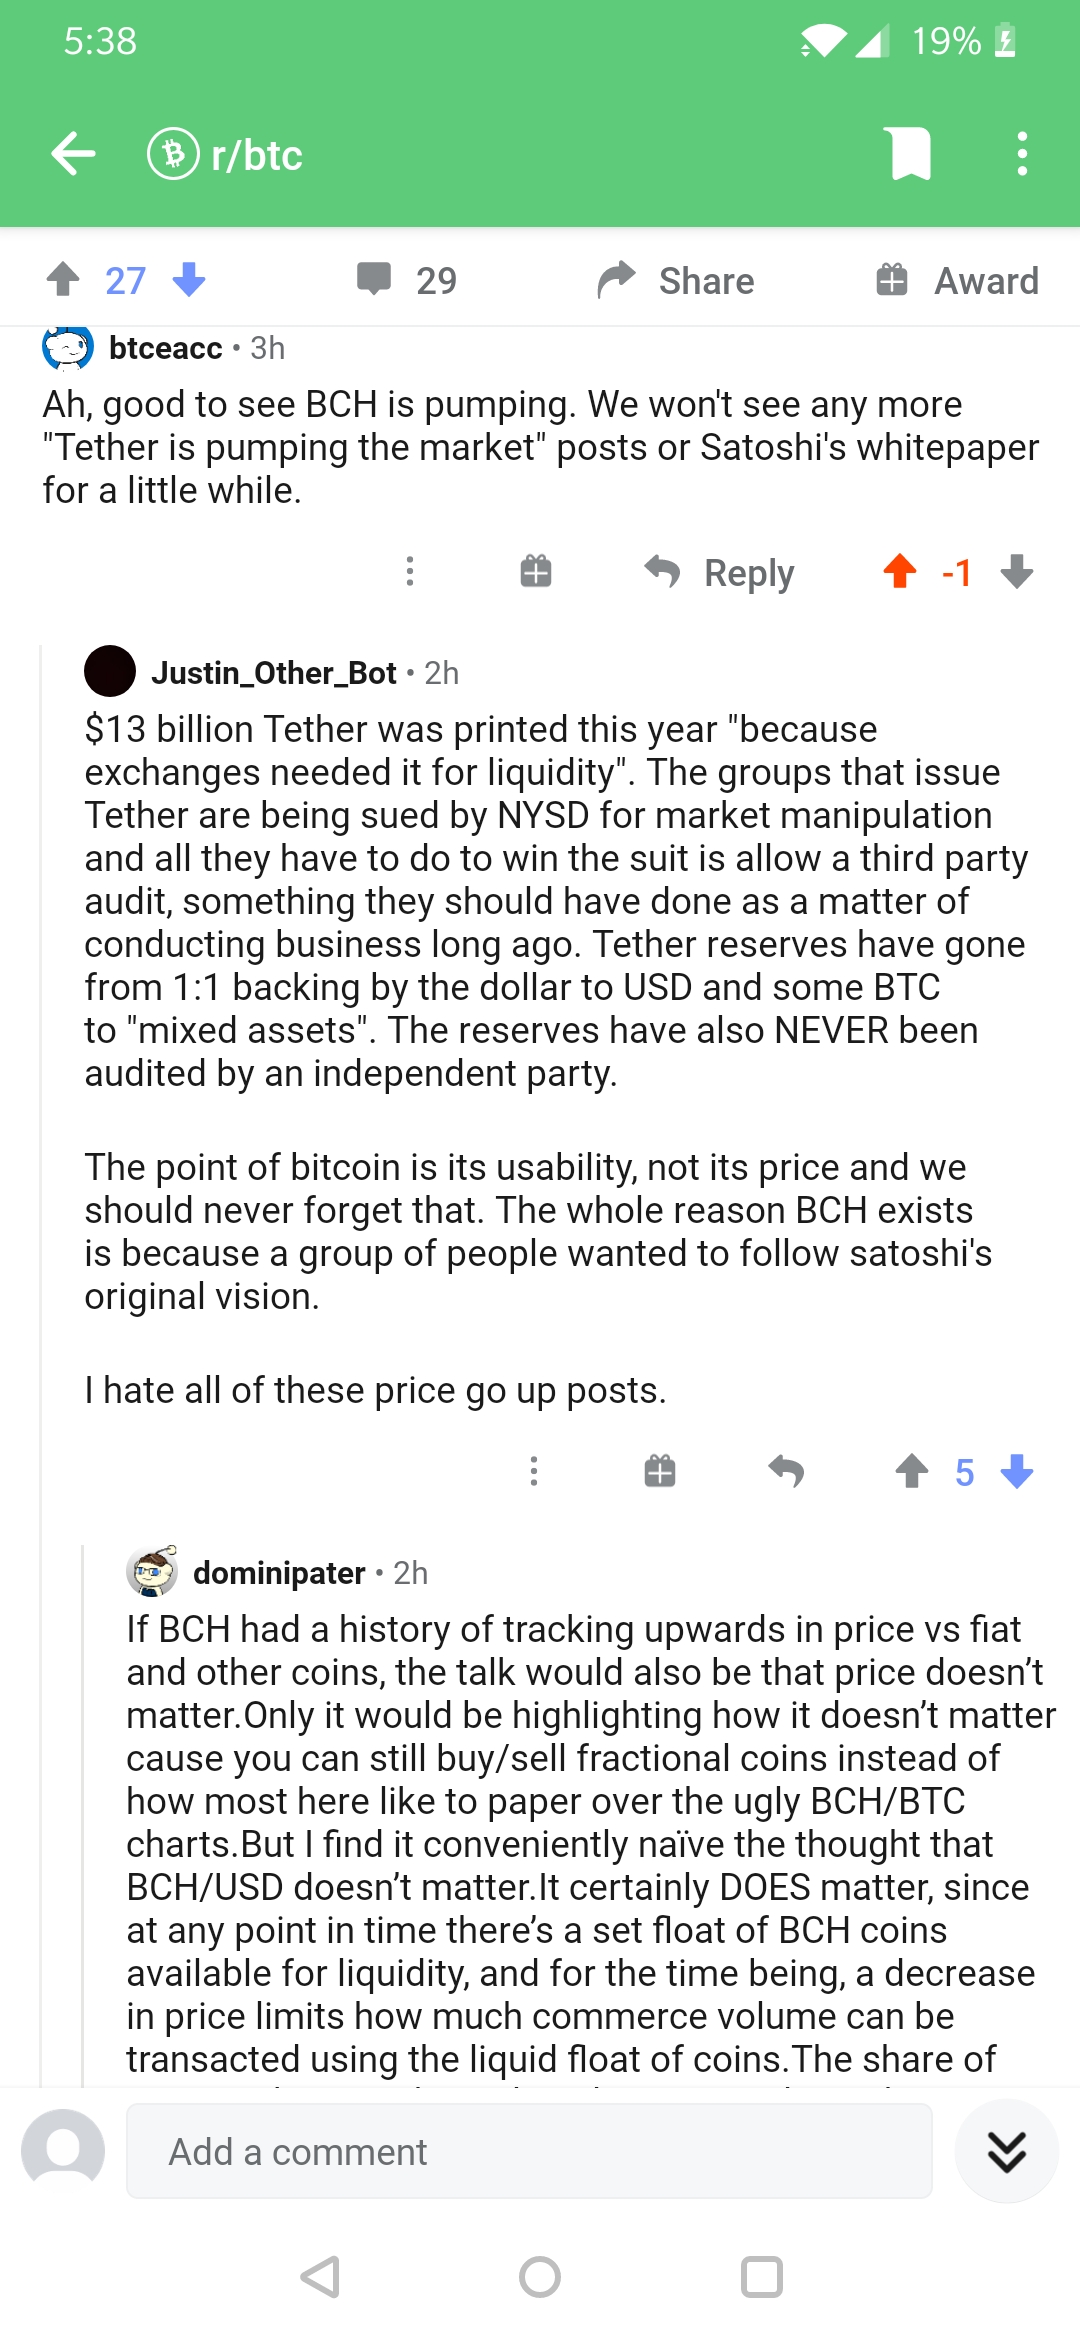 5:38
19%
r/btc
27
29
Share
Award
btceacc • 3h
Ah, good to see BCH is pumping. We won't see any more
"Tether is pumping the market" posts or Satoshi's whitepaper
for a little while.
Reply
-1
Justin_Other_Bot • 2h
$13 billion Tether was printed this year "because
exchanges needed it for liquidity". The groups that issue
Tether are being sued by NYSD for market manipulation
and all they have to do to win the suit is allow a third party
audit, something they should have done as a matter of
conducting business long ago. Tether reserves have gone
from 1:1 backing by the dollar to USD and some BTC
to "mixed assets". The reserves have also NEVER been
audited by an independent party.
The point of bitcoin is its usability, not its price and we
should never forget that. The whole reason BCH exists
is because a group of people wanted to follow satoshi's
original vision.
I hate all of these price go up posts.
5
dominipater • 2h
If BCH had a history of tracking upwards in price vs fiat
and other coins, the talk would also be that price doesn’t
matter.Only it would be highlighting how it doesn’t matter
cause you can still buy/sell fractional coins instead of
how most here like to paper over the ugly BCH/BTC
charts.But I find it conveniently naïve the thought that
BCH/USD doesn’t matter.It certainly DOES matter, since
at any point in time there’s a set float of BCH coins
available for liquidity, and for the time being, a decrease
in price limits how much commerce volume can be
transacted using the liquid float of coins.The share of
Add a comment